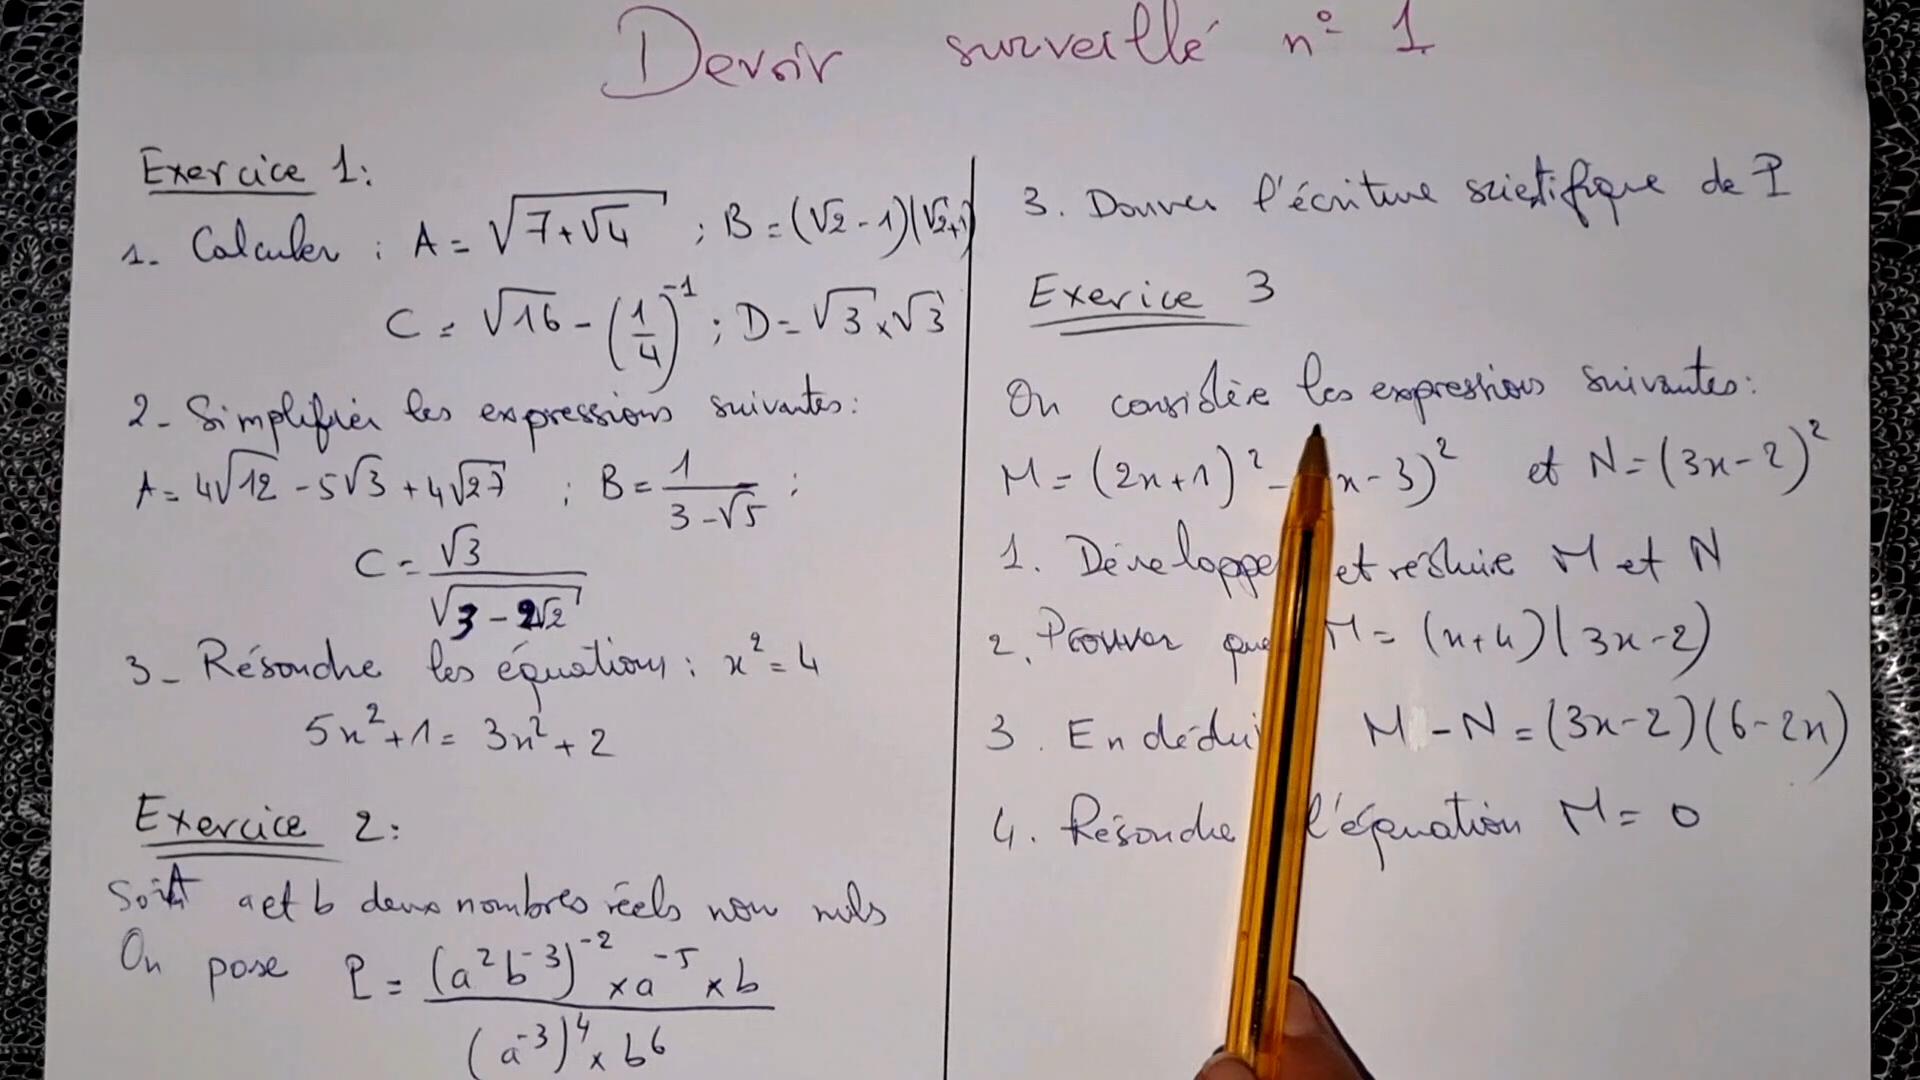 Devoir surveillé n° 1
Exercice 1:
1- Calculer : A = √(7+√4) ; B = (√2 - 1)(√2+1)
C = √16 - (1/4)⁻¹ ; D = √3 × √3
2- Simplifier les expressions suivantes:
A = 4√12 - 5√3 + 4√27 ; B = 1/(3-√5) ;
C = √3/√(3-2√2)
3- Résoudre les équations : x² = 4
5x² + 1 = 3x² + 2
Exercice 2:
Soit a et b deux nombres réels non nuls
On pose P = ((a²b⁻³)⁻² × a⁻⁵ × b)/((a⁻³)⁴ × b⁶)
3. Donner l'écriture scietifique de P
Exerice 3
On considère les expressions suivantes:
M = (2x+1)² - x-3)² et N = (3x-2)²
1. Développe et réduire M et N
2. Prouver que M = (x+4)(3x-2)
3. En dédui M - N = (3x-2)(6-2x)
4. Résoudre l'équation M = 0